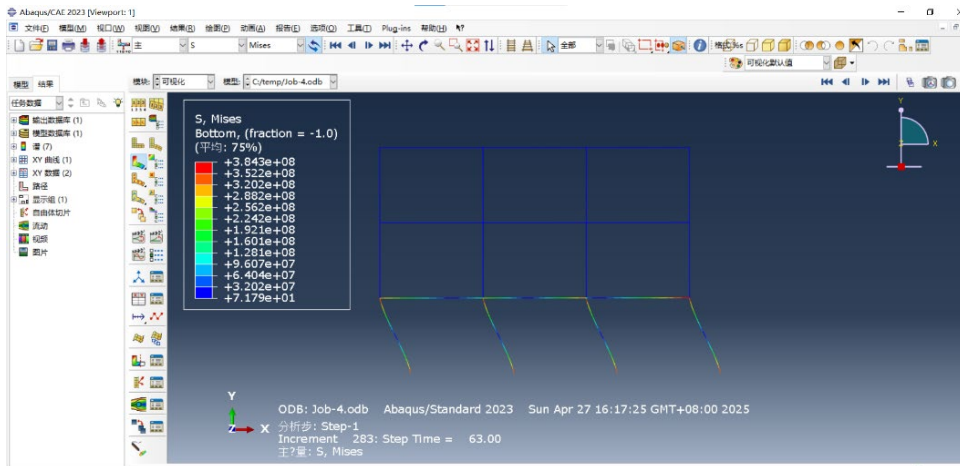 Abaqus/CAE 2023 [Viewport: 1]
文件(F) 模型(M) 视口(W) 视图(V) 结果(R) 绘图(P) 动画(A) 报告(E) 选项(O) 工具(T) Plug-ins 帮助(H)
主 S Mises 全部
可视化默认值
模型 结果 模块: 可视化 模型: C:/temp/Job-4.odb
任务数据
输出数据库 (1)
模型数据库 (1)
谱 (7)
XY 曲线 (1)
XY 数据 (2)
路径
显示组 (1)
自由体切片
流动
视频
图片
S, Mises
Bottom, (fraction = -1.0)
(平均: 75%)
+3.843e+08
+3.522e+08
+3.202e+08
+2.882e+08
+2.562e+08
+2.242e+08
+1.921e+08
+1.601e+08
+1.281e+08
+9.607e+07
+6.404e+07
+3.202e+07
+7.179e+01
Y
X
Y
Z X
ODB: Job-4.odb Abaqus/Standard 2023 Sun Apr 27 16:17:25 GMT+08:00 2025
分析步: Step-1
Increment 283: Step Time = 63.00
主?量: S, Mises